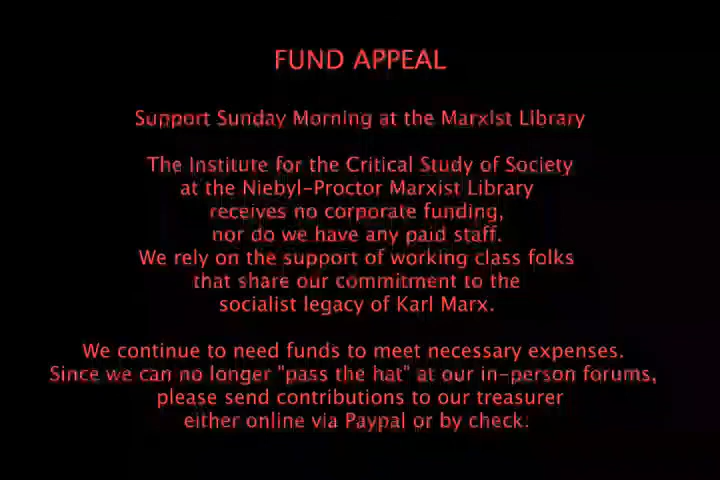 FUND APPEAL
Support Sunday Morning at the Marxist Library
The Institute for the Critical Study of Society
at the Niebyl-Proctor Marxist Library
receives no corporate funding,
nor do we have any paid staff.
We rely on the support of working class folks
that share our commitment to the
socialist legacy of Karl Marx.
We continue to need funds to meet necessary expenses.
Since we can no longer "pass the hat" at our in-person forums,
please send contributions to our treasurer
either online via Paypal or by check: